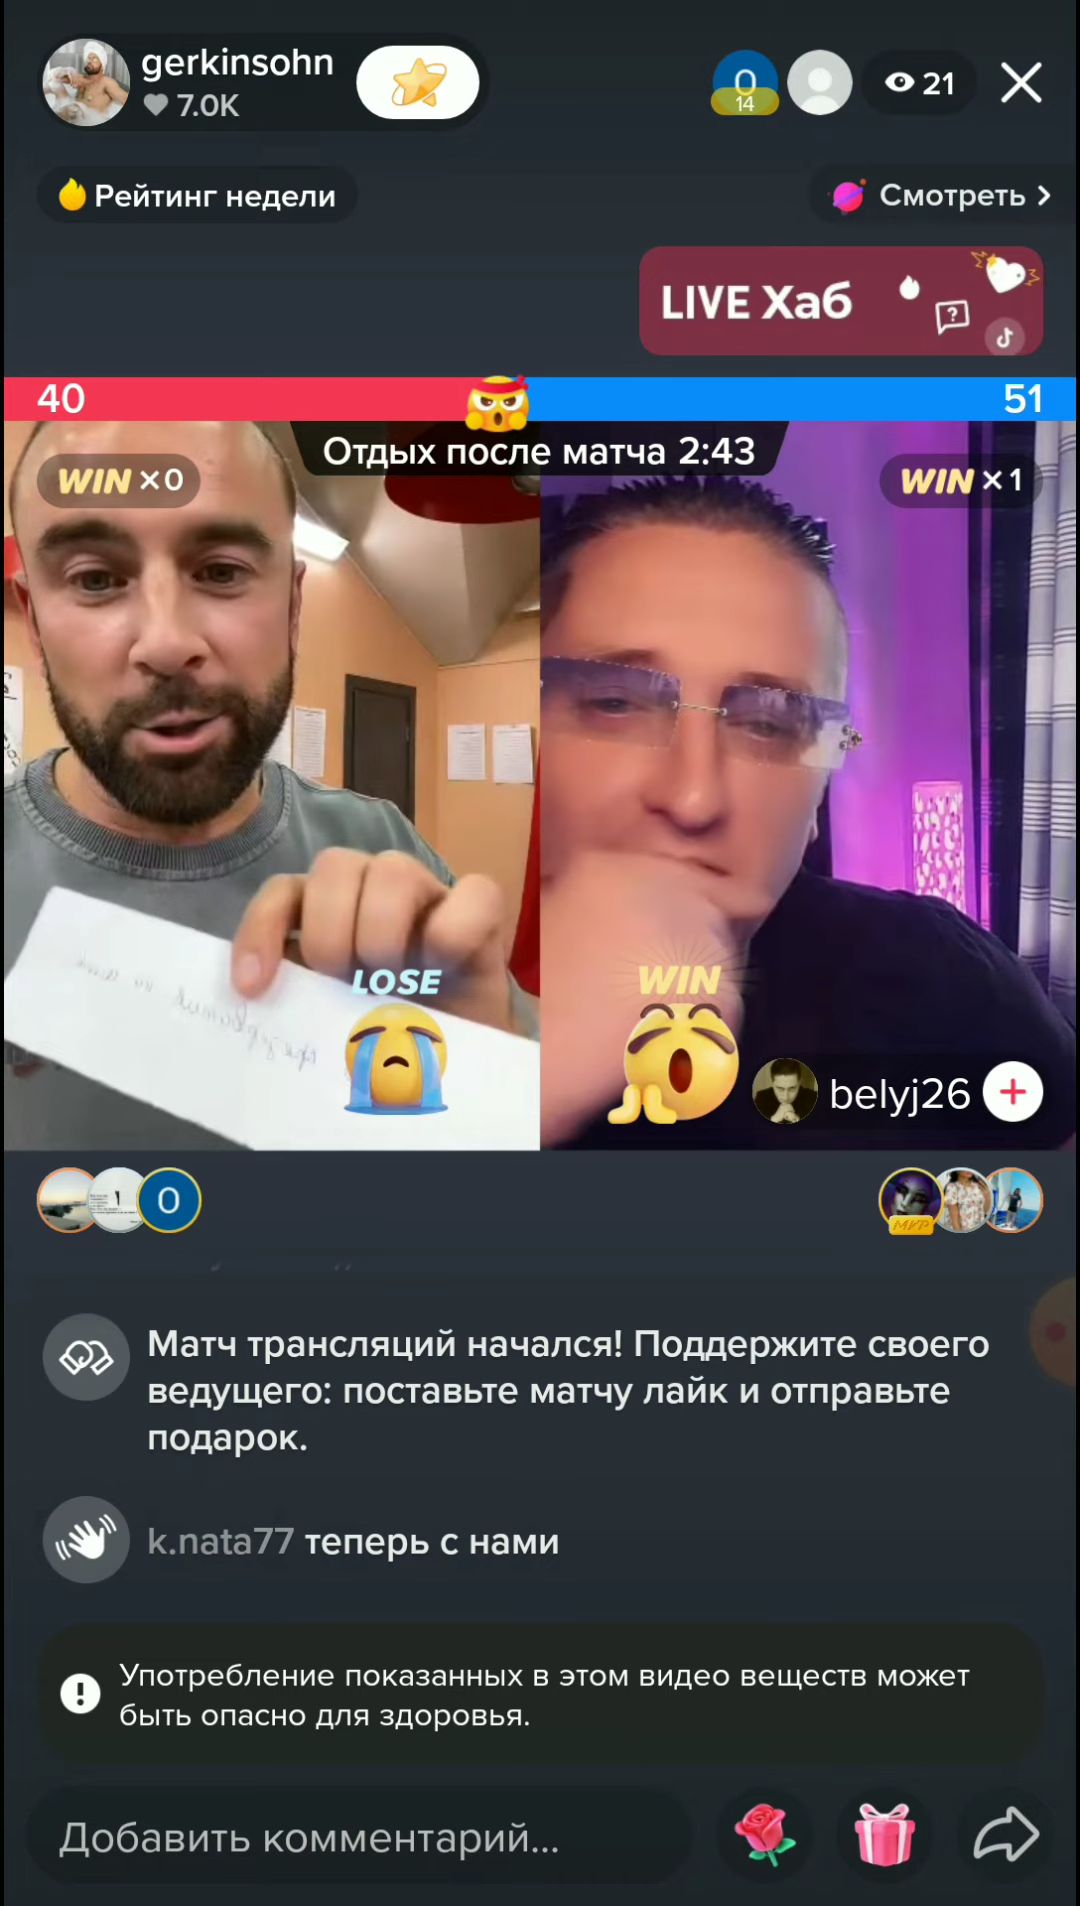 gerkinsohn
7.0K
0
14
21
Рейтинг недели
Смотреть
LIVE Хаб
40
51
Отдых после матча 2:43
WIN ×0
WIN ×1
LOSE
WIN
belyj26
0
Матч трансляций начался! Поддержите своего
ведущего: поставьте матчу лайк и отправьте
подарок.
k.nata77 теперь с нами
Употребление показанных в этом видео веществ может
быть опасно для здоровья.
Добавить комментарий...